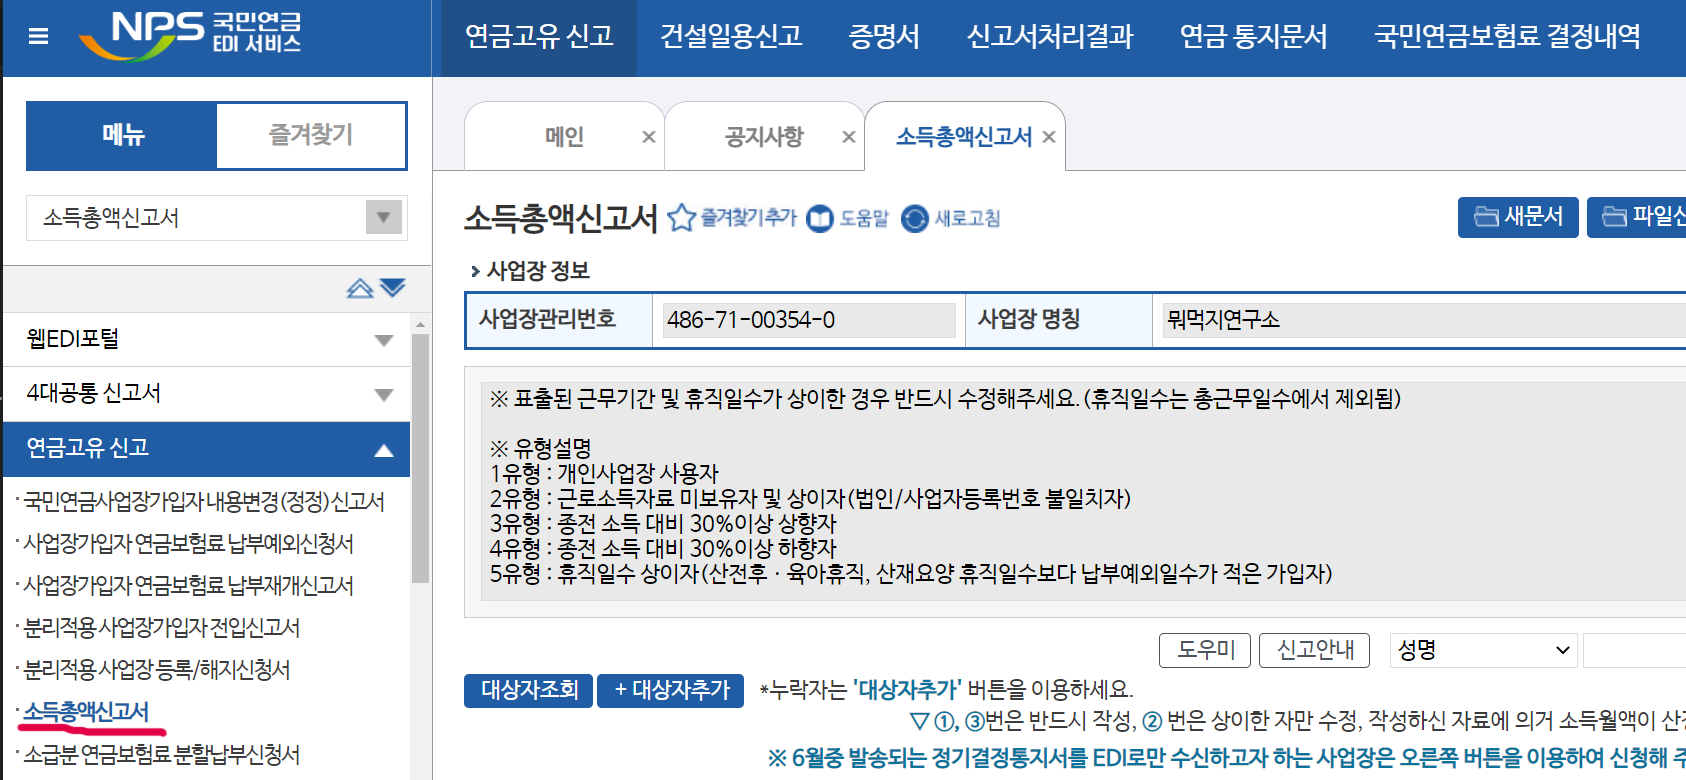 NPS 국민연금 EDI 서비스
연금고유 신고 건설일용신고 증명서 신고서처리결과 연금 통지문서 국민연금보험료 결정내역
메뉴 즐겨찾기
소득총액신고서
웹EDI포털
4대공통 신고서
연금고유 신고
· 국민연금사업장가입자 내용변경(정정)신고서
· 사업장가입자 연금보험료 납부예외신청서
· 사업장가입자 연금보험료 납부재개신고서
· 분리적용 사업장가입자 전입신고서
· 분리적용 사업장 등록/해지신청서
· 소득총액신고서
· 소급분 연금보험료 분할납부신청서
메인 × 공지사항 × 소득총액신고서 ×
소득총액신고서 즐겨찾기추가 도움말 새로고침
새문서 파일신
사업장 정보
사업장관리번호 486-71-00354-0 사업장 명칭 뭐먹지연구소
※ 표출된 근무기간 및 휴직일수가 상이한 경우 반드시 수정해주세요.(휴직일수는 총근무일수에서 제외됨)
※ 유형설명
1유형 : 개인사업장 사용자
2유형 : 근로소득자료 미보유자 및 상이자(법인/사업자등록번호 불일치자)
3유형 : 종전 소득 대비 30%이상 상향자
4유형 : 종전 소득 대비 30%이상 하향자
5유형 : 휴직일수 상이자(산전후 · 육아휴직, 산재요양 휴직일수보다 납부예외일수가 적은 가입자)
도우미 신고안내 성명
대상자조회 + 대상자추가 *누락자는 '대상자추가' 버튼을 이용하세요.
▽ ①, ③번은 반드시 작성, ② 번은 상이한 자만 수정, 작성하신 자료에 의거 소득월액이 산정
※ 6월중 발송되는 정기결정통지서를 EDI로만 수신하고자 하는 사업장은 오른쪽 버튼을 이용하여 신청해 주